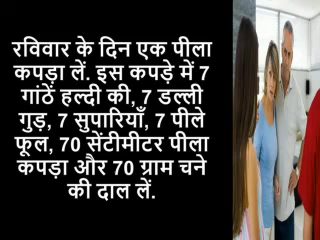 रविवार के दिन एक पीला
कपड़ा लें. इस कपड़े में 7
गांठें हल्दी की, 7 डल्ली
गुड़, 7 सुपारियाँ, 7 पीले
फूल, 70 सेंटीमीटर पीला
कपड़ा और 70 ग्राम चने
की दाल लें.